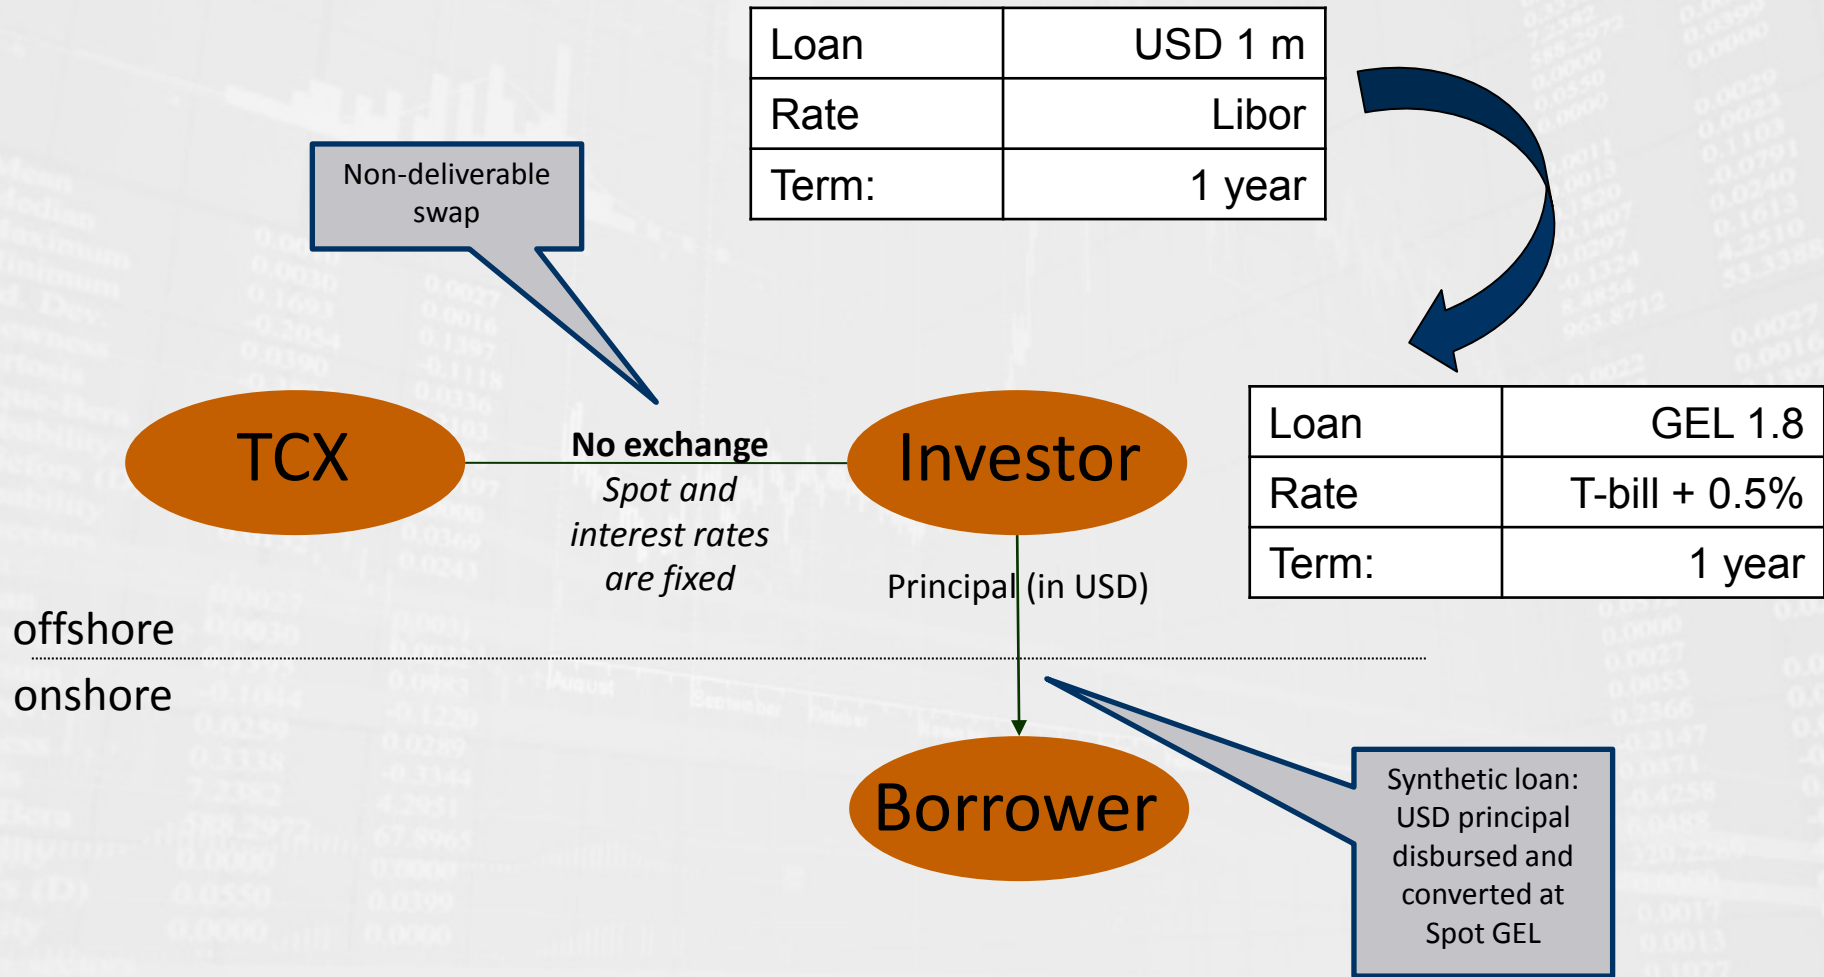 Loan USD 1 m
Rate Libor
Term: 1 year
Non-deliverable
swap
TCX
No exchange
Spot and
interest rates
are fixed
Investor
Loan GEL 1.8
Rate T-bill + 0.5%
Term: 1 year
Principal (in USD)
offshore
onshore
Borrower
Synthetic loan:
USD principal
disbursed and
converted at
Spot GEL